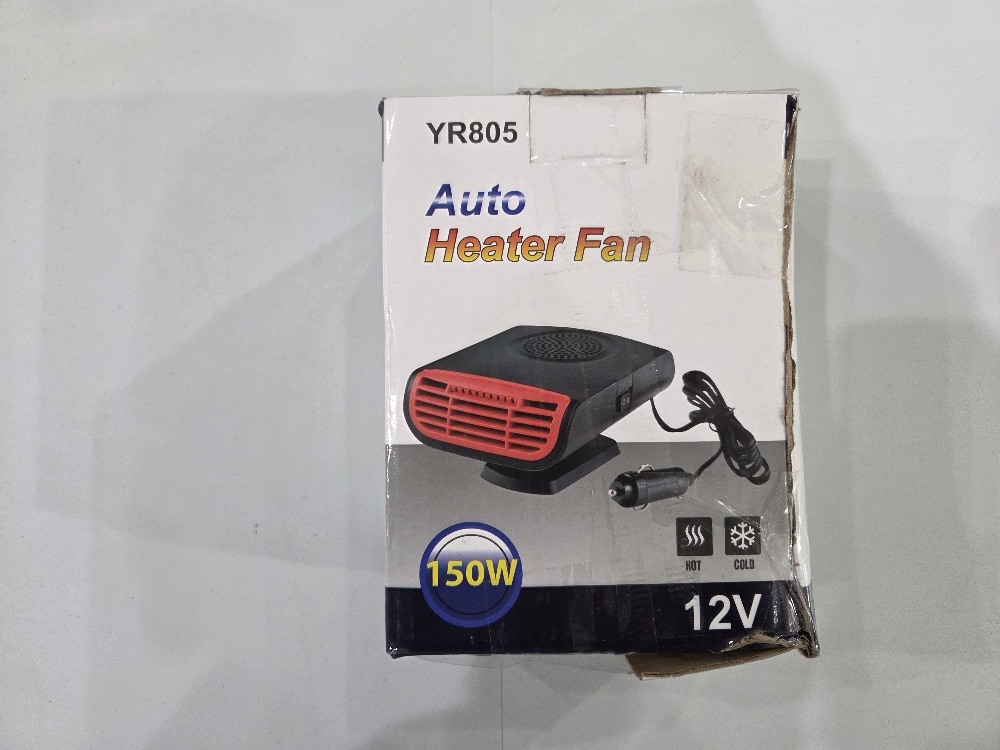 YR805
Auto
Heater Fan
150W
HOT
COLD
12V